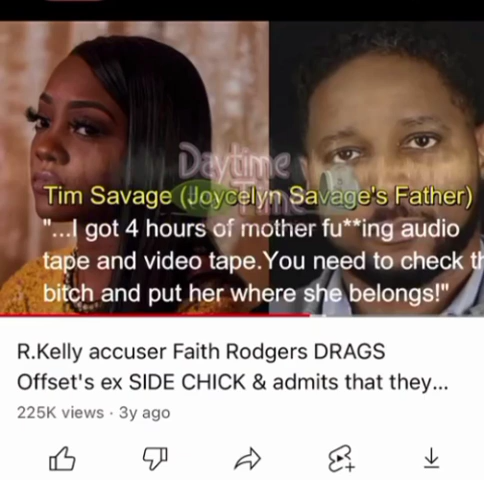 Daytime
Time
Tim Savage (Joycelyn Savage's Father)
"...I got 4 hours of mother fu**ing audio
tape and video tape.You need to check th
bitch and put her where she belongs!"
R.Kelly accuser Faith Rodgers DRAGS
Offset's ex SIDE CHICK & admits that they...
225K views · 3y ago